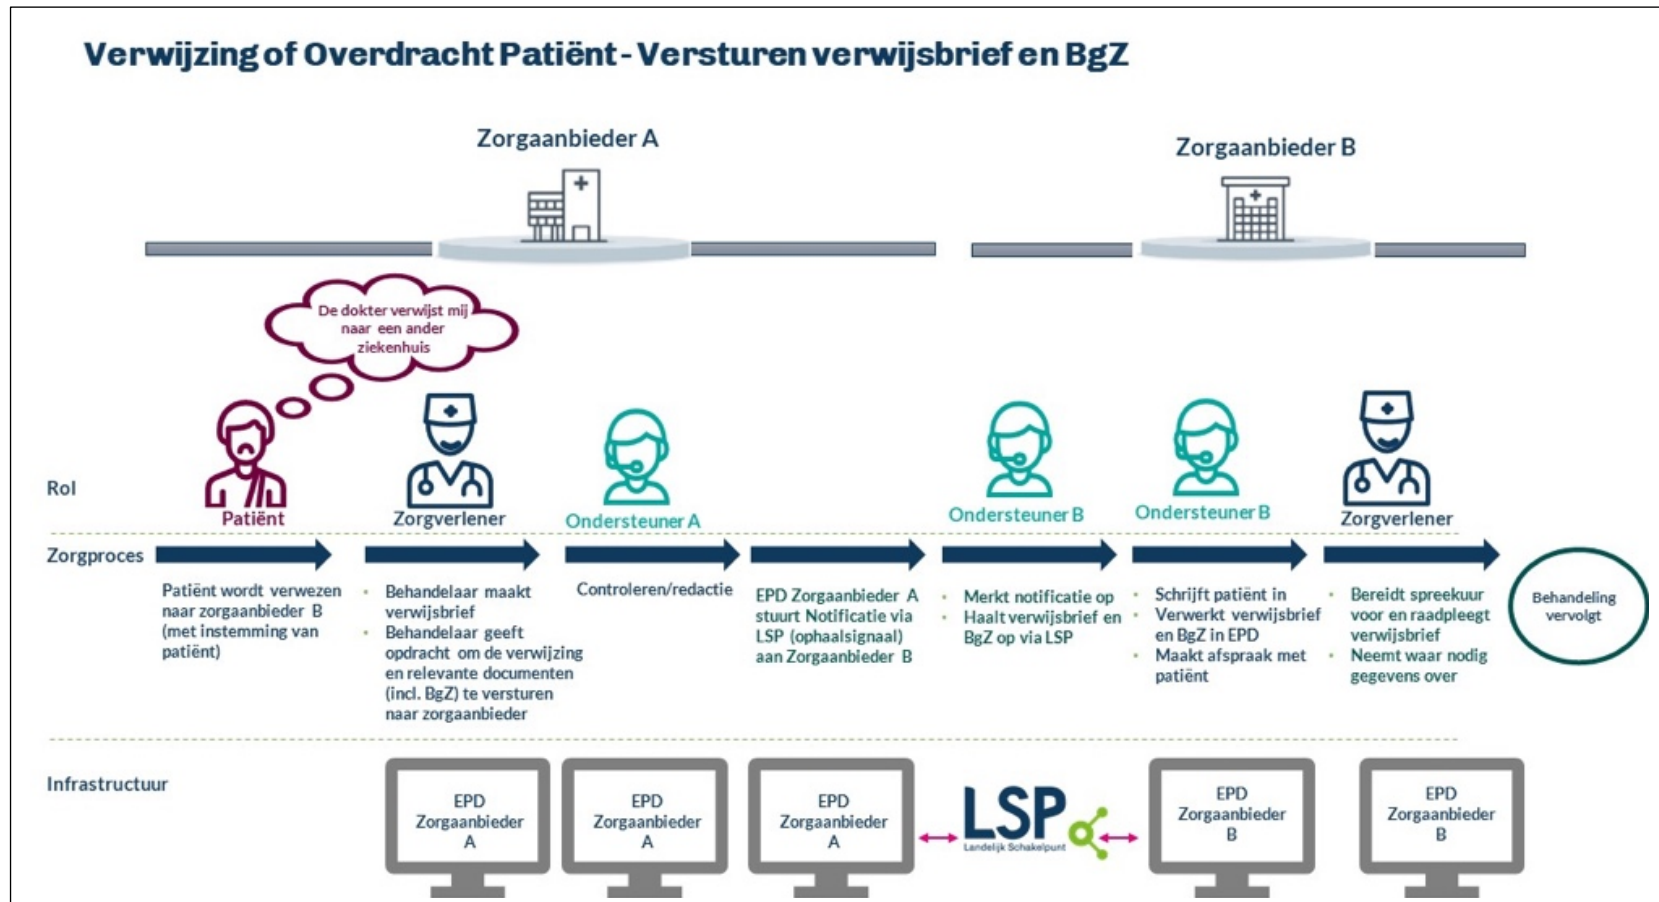 Verwijzing of Overdracht Patiënt - Versturen verwijsbrief en BgZ
Zorgaanbieder A
Zorgaanbieder B
De dokter verwijst mij
naar een ander
ziekenhuis
Rol
Patiënt
Zorgverlener
Ondersteuner A
Ondersteuner B
Ondersteuner B
Zorgverlener
Zorgproces
Patiënt wordt verwezen
naar zorgaanbieder B
(met instemming van
patiënt)
• Behandelaar maakt
verwijsbrief
• Behandelaar geeft
opdracht om de verwijzing
en relevante documenten
(incl. BgZ) te versturen
naar zorgaanbieder
Controleren/redactie
EPD Zorgaanbieder A
stuurt Notificatie via
LSP (ophaalsignaal)
aan Zorgaanbieder B
• Merkt notificatie op
• Haalt verwijsbrief en
BgZ op via LSP
• Schrijft patiënt in
• Verwerkt verwijsbrief
en BgZ in EPD
• Maakt afspraak met
patiënt
• Bereidt spreekuur
voor en raadpleegt
verwijsbrief
• Neemt waar nodig
gegevens over
Behandeling
vervolgt
Infrastructuur
EPD
Zorgaanbieder
A
EPD
Zorgaanbieder
A
EPD
Zorgaanbieder
A
LSP
Landelijk Schakelpunt
EPD
Zorgaanbieder
B
EPD
Zorgaanbieder
B